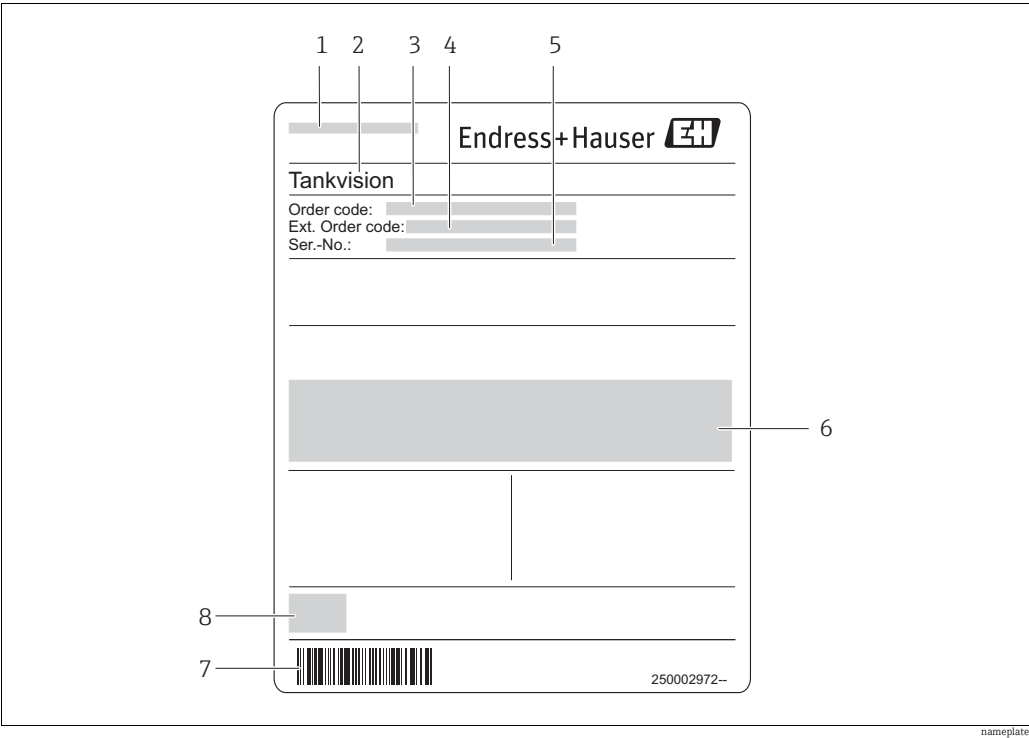 1 2 3 4 5
Endress+Hauser EH
Tankvision
Order code:
Ext. Order code:
Ser.-No.:
6
8
7
250002972--
nameplate